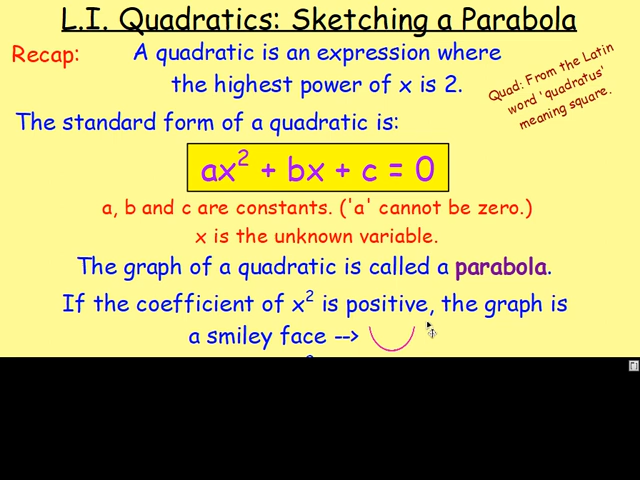 L.I. Quadratics: Sketching a Parabola
Recap:
A quadratic is an expression where
the highest power of x is 2.
Quad: From the Latin
word 'quadratus'
meaning square.
The standard form of a quadratic is:
ax² + bx + c = 0
a, b and c are constants. ('a' cannot be zero.)
x is the unknown variable.
The graph of a quadratic is called a parabola.
If the coefficient of x² is positive, the graph is
a smiley face -->